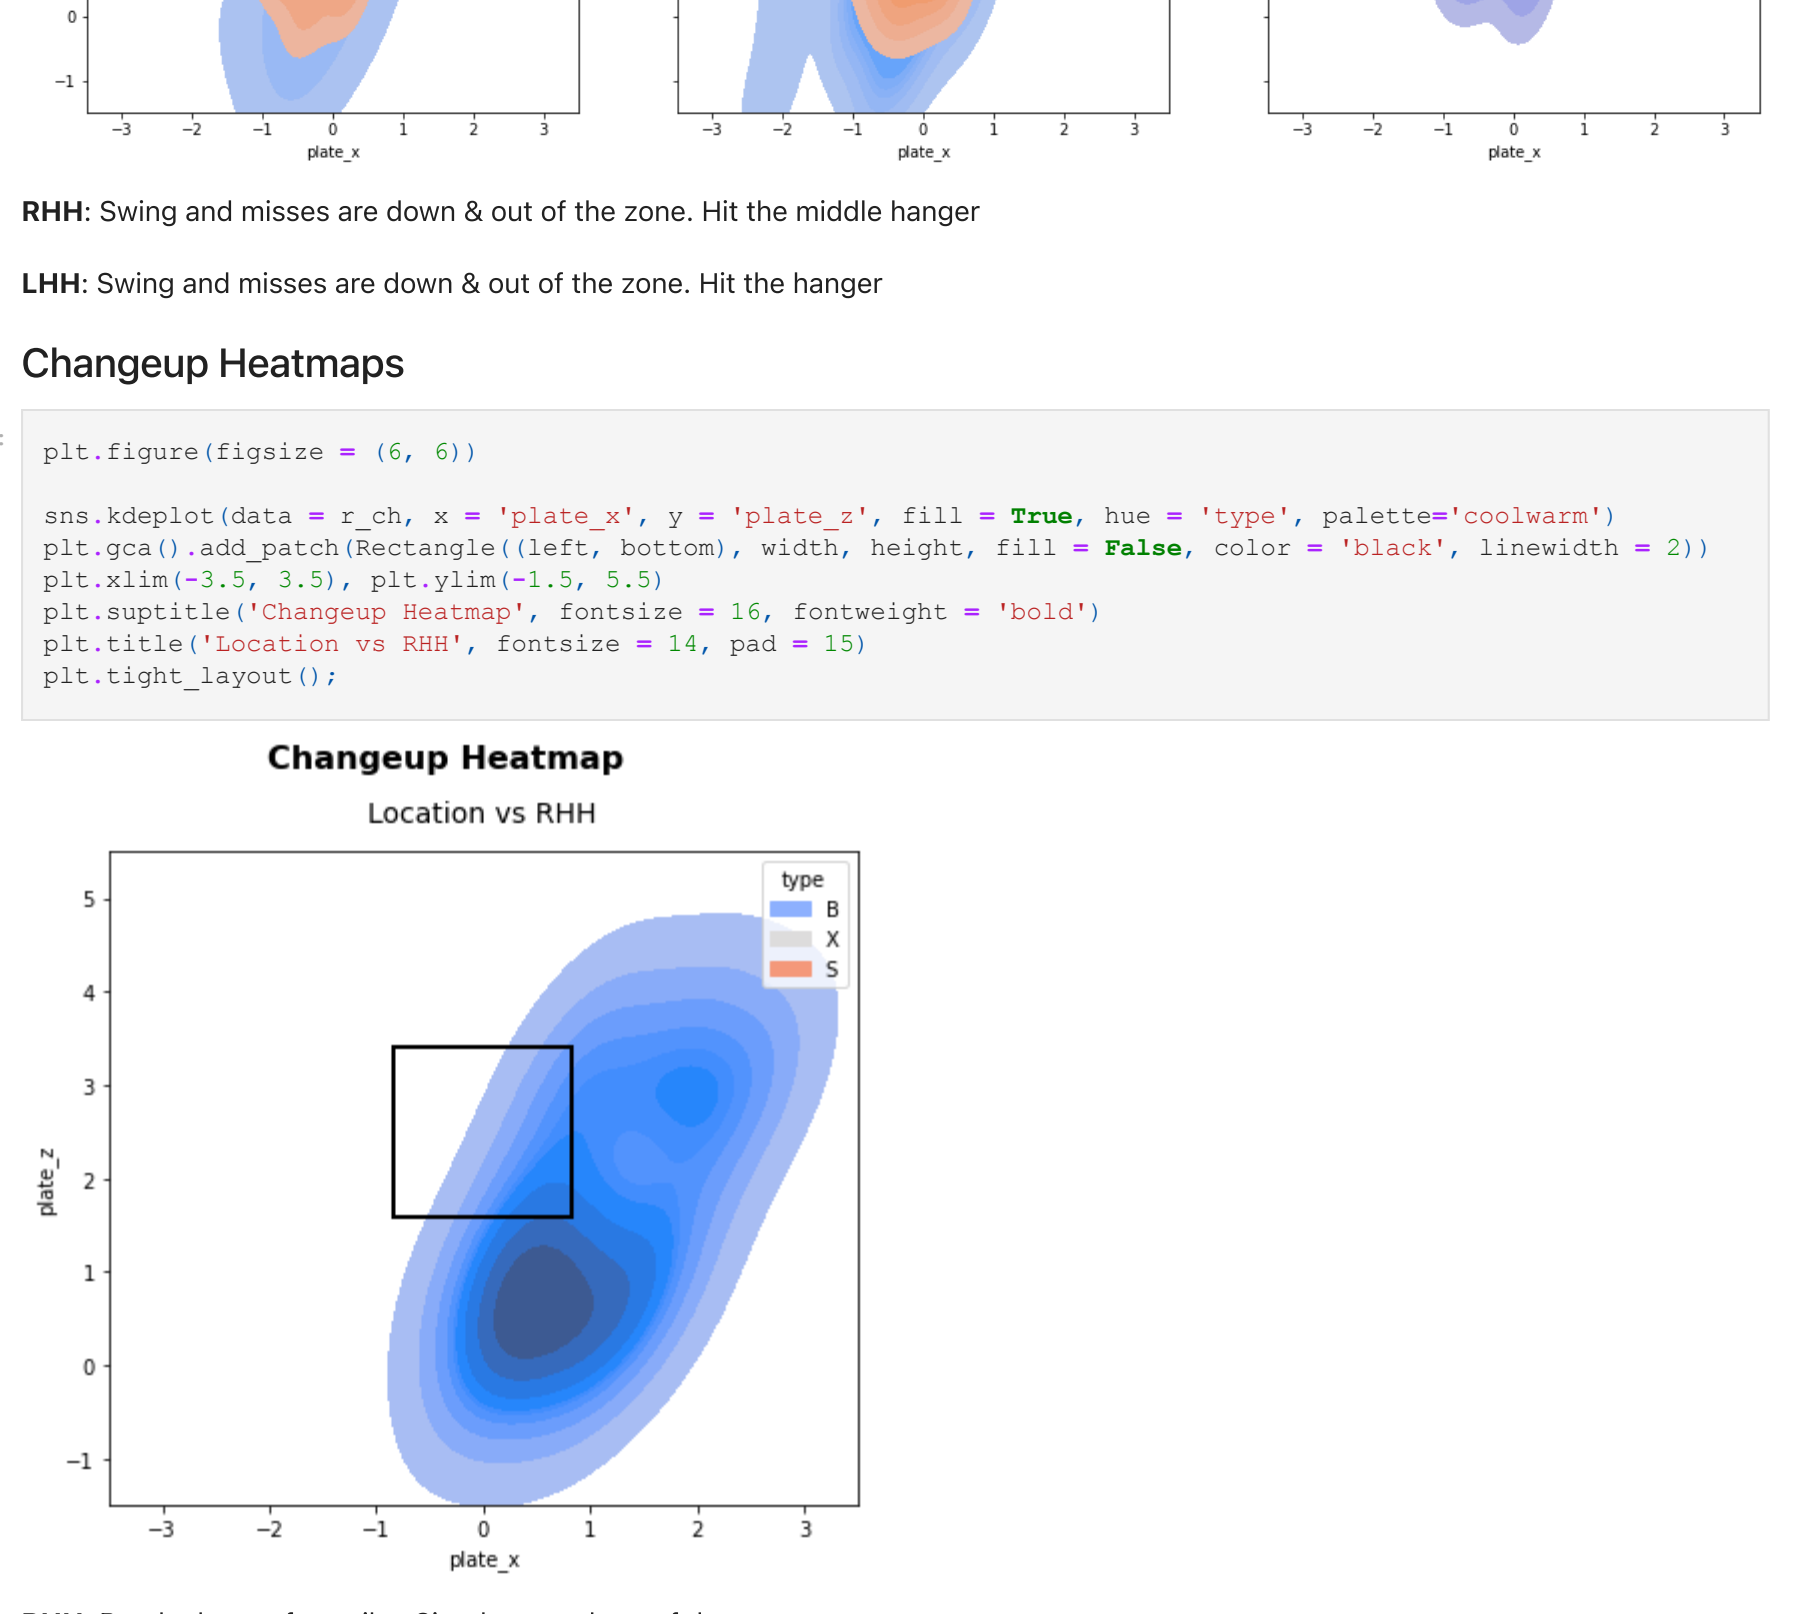 0
−1
−3 −2 −1 0 1 2 3
−3 −2 −1 0 1 2 3
−3 −2 −1 0 1 2 3
plate_x
plate_x
plate_x
RHH: Swing and misses are down & out of the zone. Hit the middle hanger
LHH: Swing and misses are down & out of the zone. Hit the hanger
Changeup Heatmaps
:
plt.figure(figsize = (6, 6))
sns.kdeplot(data = r_ch, x = 'plate_x', y = 'plate_z', fill = True, hue = 'type', palette='coolwarm')
plt.gca().add_patch(Rectangle((left, bottom), width, height, fill = False, color = 'black', linewidth = 2))
plt.xlim(-3.5, 3.5), plt.ylim(-1.5, 5.5)
plt.suptitle('Changeup Heatmap', fontsize = 16, fontweight = 'bold')
plt.title('Location vs RHH', fontsize = 14, pad = 15)
plt.tight_layout();
Changeup Heatmap
Location vs RHH
type
B
X
S
5
4
3
2
1
0
−1
plate_z
−3 −2 −1 0 1 2 3
plate_x